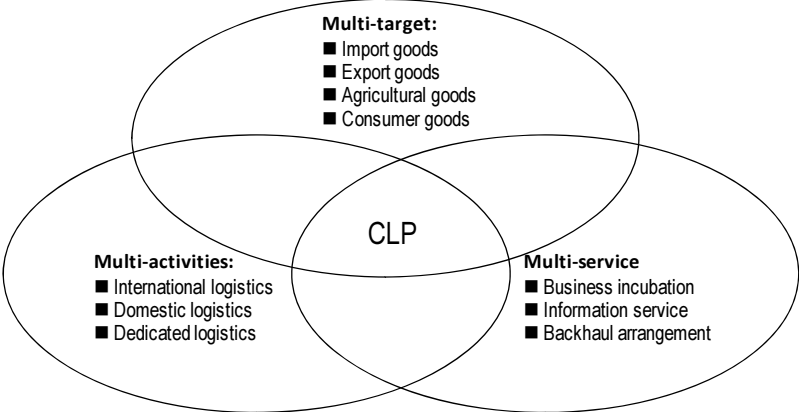 Multi-target:
■ Import goods
■ Export goods
■ Agricultural goods
■ Consumer goods
CLP
Multi-activities:
■ International logistics
■ Domestic logistics
■ Dedicated logistics
Multi-service
■ Business incubation
■ Information service
■ Backhaul arrangement